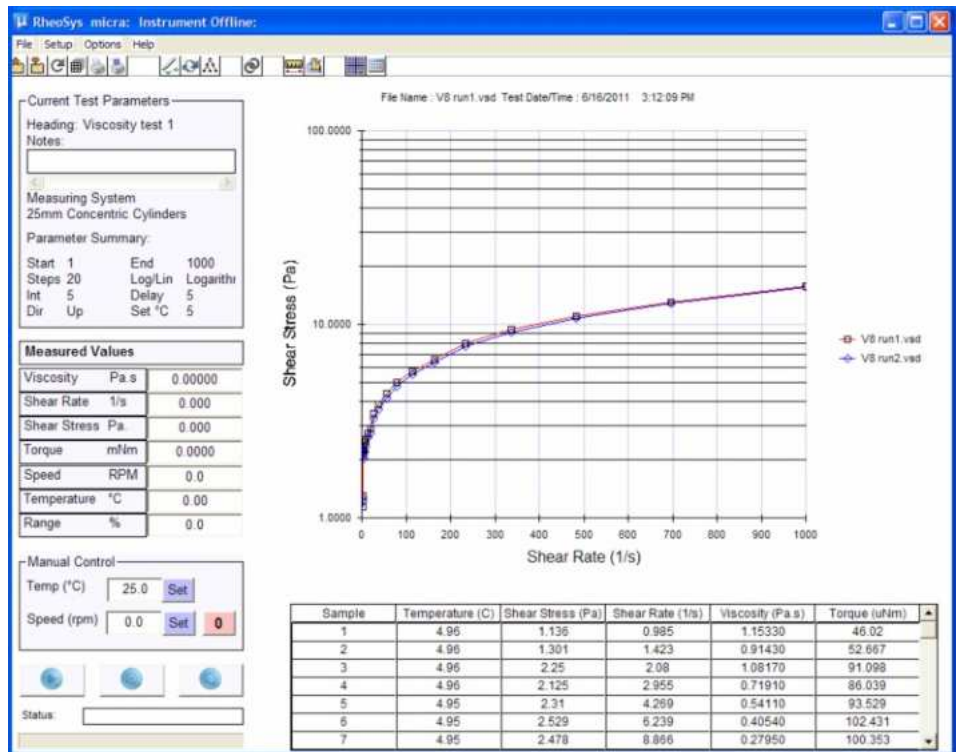 µ RheoSys micra: Instrument Offline:
File Setup Options Help
Current Test Parameters
Heading: Viscosity test 1
Notes:
Measuring System
25mm Concentric Cylinders
Parameter Summary:
Start 1 End 1000
Steps 20 Log/Lin Logarithr
Int 5 Delay 5
Dir Up Set °C 5
Measured Values
Viscosity Pa.s 0.00000
Shear Rate 1/s 0.000
Shear Stress Pa. 0.000
Torque mNm 0.0000
Speed RPM 0.0
Temperature °C 0.00
Range % 0.0
Manual Control
Temp (°C) 25.0 Set
Speed (rpm) 0.0 Set 0
Status:
File Name : V8 run1.vsd Test Date/Time : 6/16/2011 3:12:09 PM
100.0000
10.0000
1.0000
Shear Stress (Pa)
0 100 200 300 400 500 600 700 800 900 1000
Shear Rate (1/s)
V8 run1.vsd
V8 run2.vsd
Sample Temperature (C) Shear Stress (Pa) Shear Rate (1/s) Viscosity (Pa.s) Torque (uNm)
1 4.96 1.136 0.985 1.15330 46.02
2 4.96 1.301 1.423 0.91430 52.667
3 4.96 2.25 2.08 1.08170 91.098
4 4.96 2.125 2.955 0.71910 86.039
5 4.95 2.31 4.269 0.54110 93.529
6 4.95 2.529 6.239 0.40540 102.431
7 4.95 2.478 8.866 0.27950 100.353